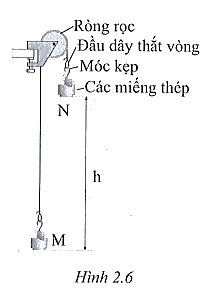 Ròng rọc
Đầu dây thắt vòng
Móc kẹp
Các miếng thép
N
h
M
Hình 2.6